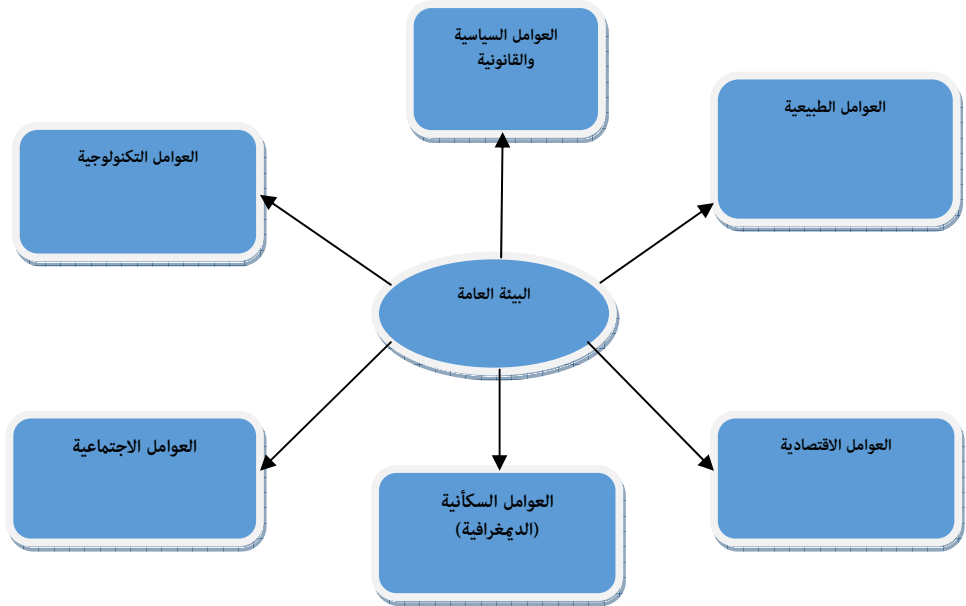 العوامل السياسية
والقانونية
العوامل الطبيعية
العوامل التكنولوجية
البيئة العامة
العوامل الاقتصادية
العوامل الاجتماعية
العوامل السكأنية
(الديمغرافية)